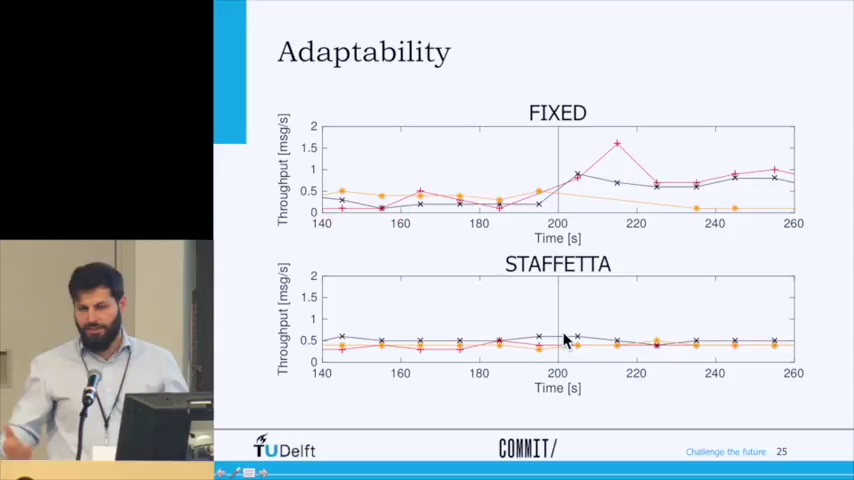 Adaptability
FIXED
Throughput [msg/s]
2
1.5
1
0.5
0
140 160 180 200 220 240 260
Time [s]
STAFFETTA
Throughput [msg/s]
2
1.5
1
0.5
0
140 160 180 200 220 240 260
Time [s]
TUDelft
COMMIT/
Challenge the future 25